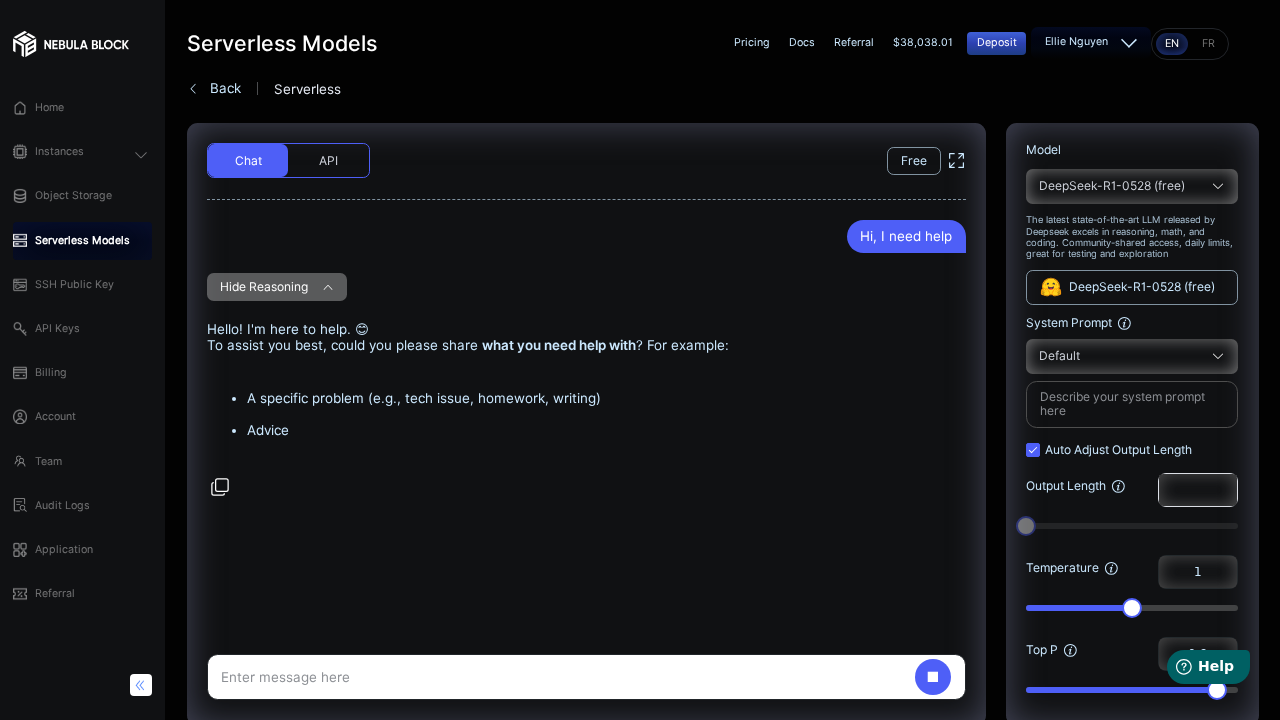 NEBULA BLOCK
Home
Instances
Object Storage
Serverless Models
SSH Public Key
API Keys
Billing
Account
Team
Audit Logs
Application
Referral
Serverless Models
Pricing
Docs
Referral
$38,038.01
Deposit
Ellie Nguyen
EN
FR
Back
Serverless
Chat
API
Free
Hi, I need help
Hide Reasoning
Hello! I'm here to help. 😊
To assist you best, could you please share what you need help with? For example:
• A specific problem (e.g., tech issue, homework, writing)
• Advice
Enter message here
Model
DeepSeek-R1-0528 (free)
The latest state-of-the-art LLM released by
Deepseek excels in reasoning, math, and
coding. Community-shared access, daily limits,
great for testing and exploration
DeepSeek-R1-0528 (free)
System Prompt
Default
Describe your system prompt
here
Auto Adjust Output Length
Output Length
Temperature
1
Top P
Help